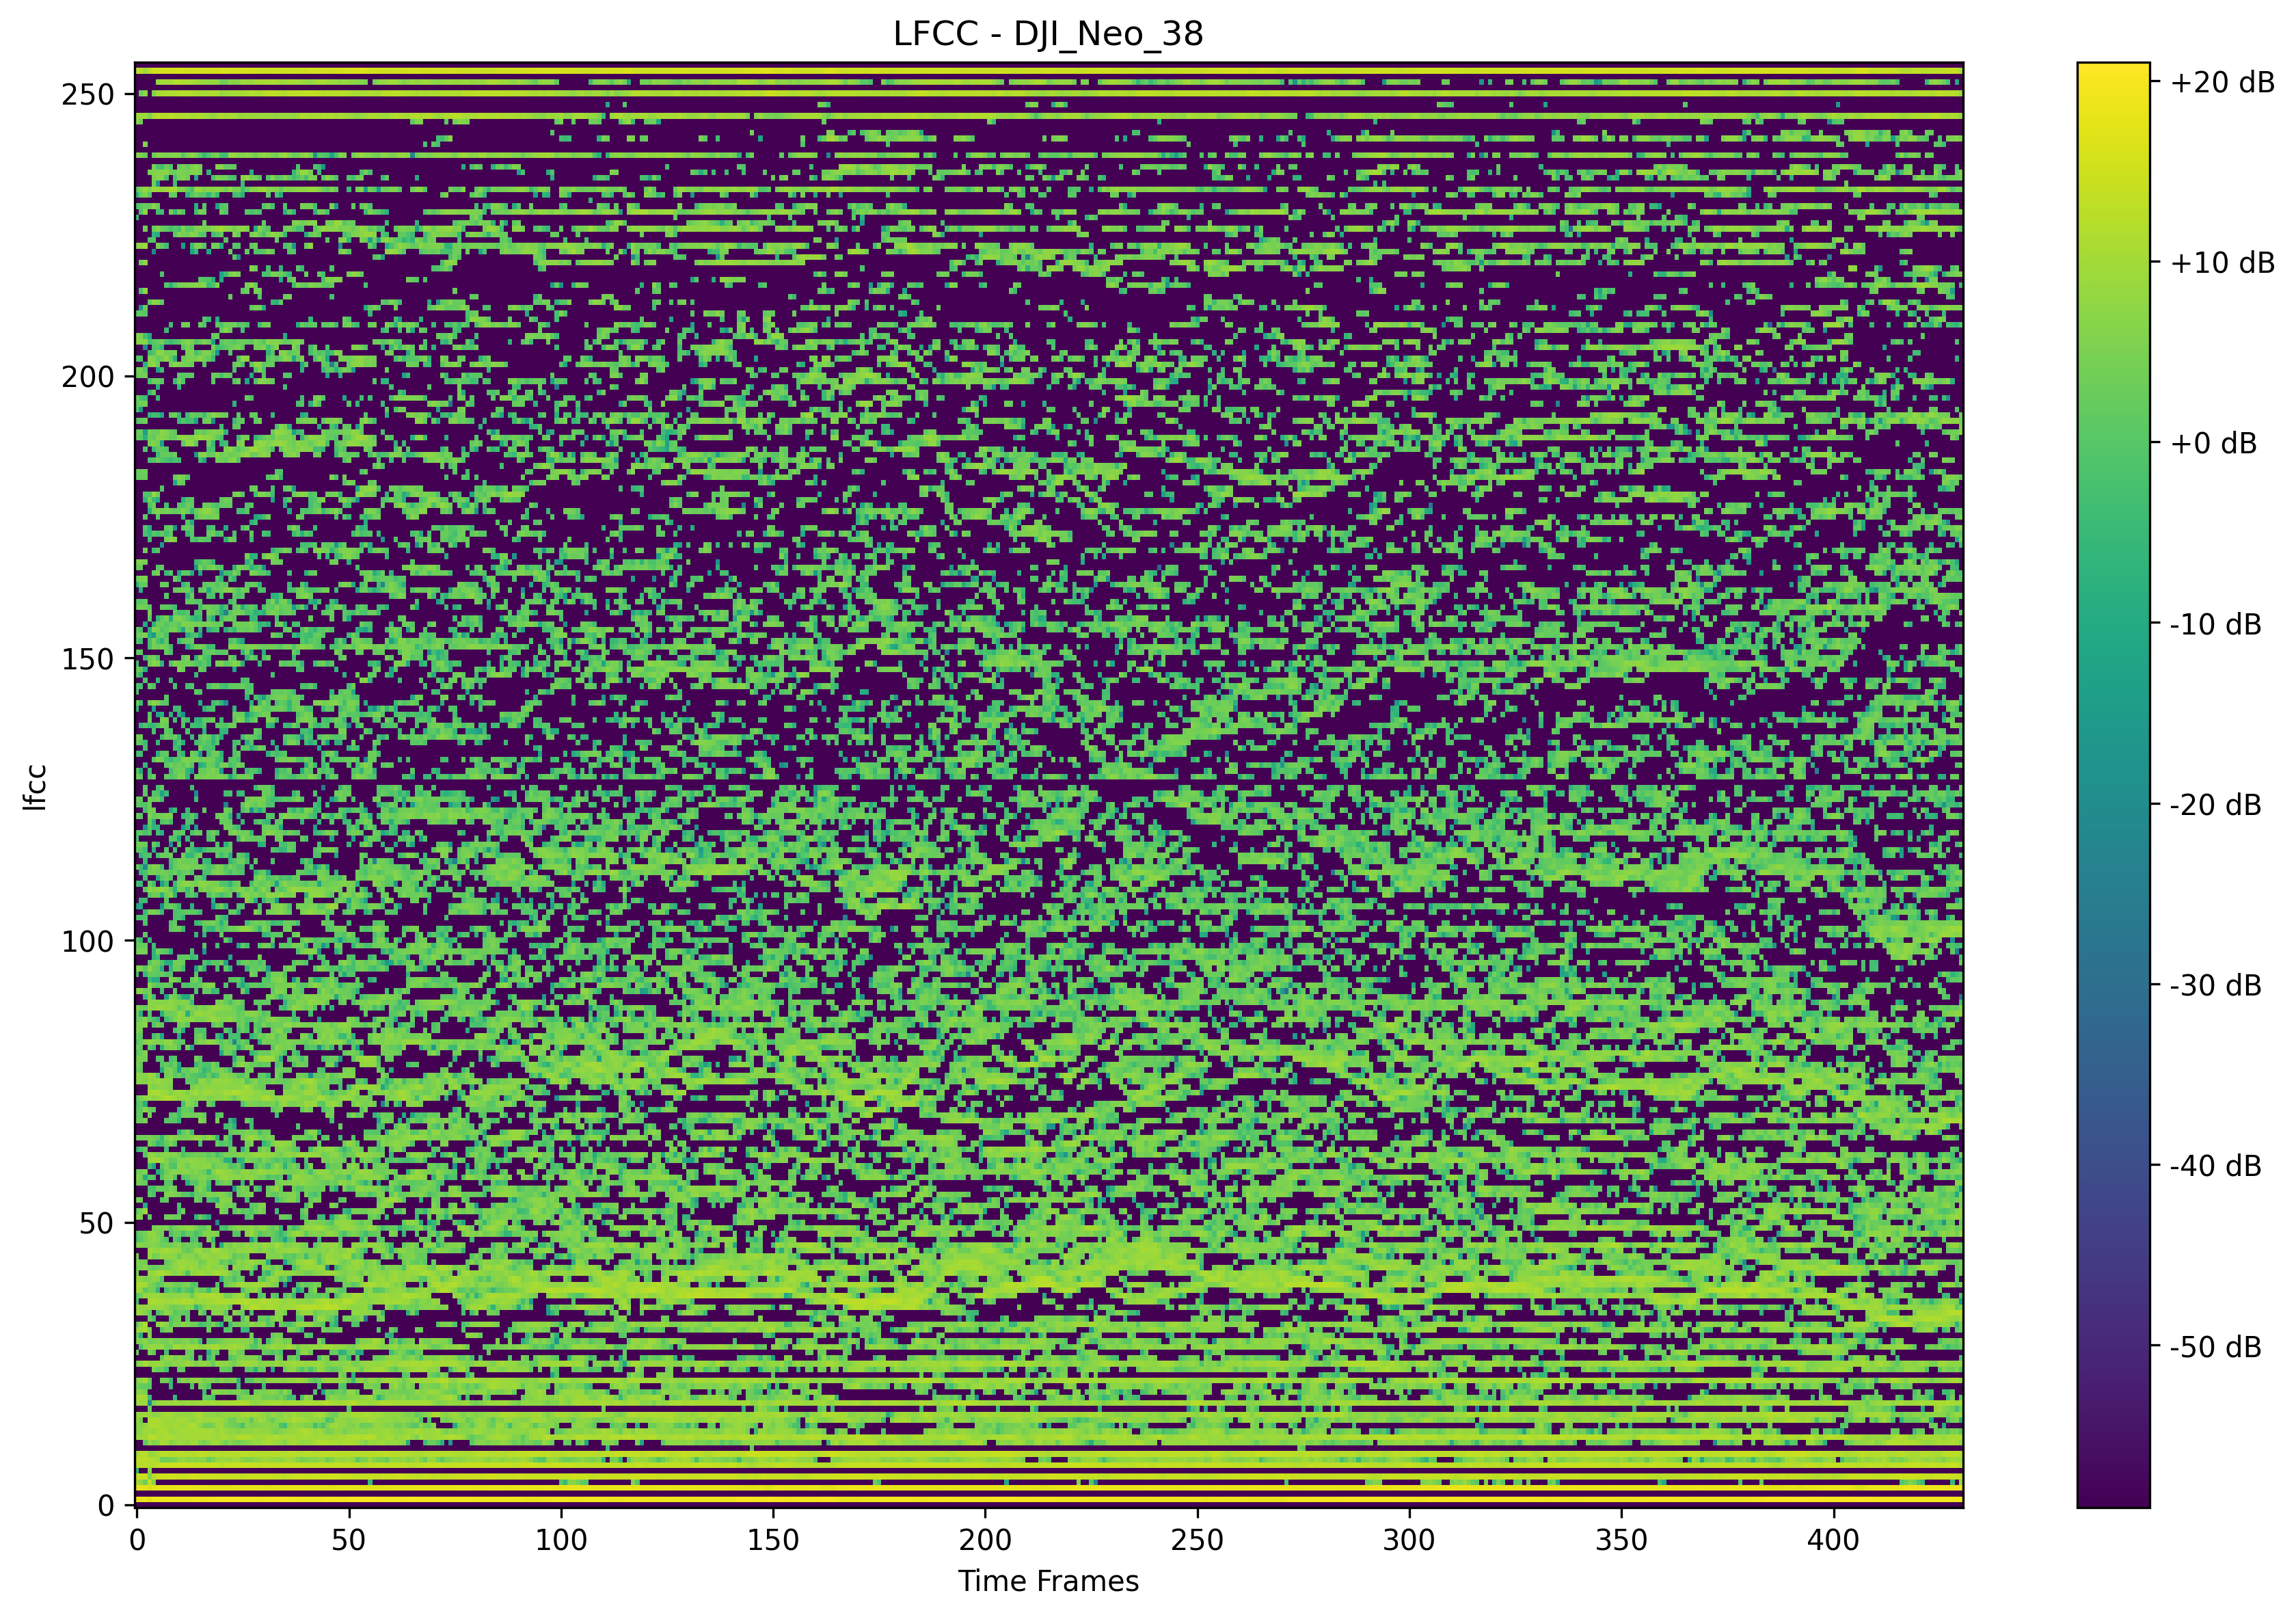 LFCC - DJI_Neo_38
250
200
150
100
50
0
lfcc
0 50 100 150 200 250 300 350 400
Time Frames
+20 dB
+10 dB
+0 dB
-10 dB
-20 dB
-30 dB
-40 dB
-50 dB